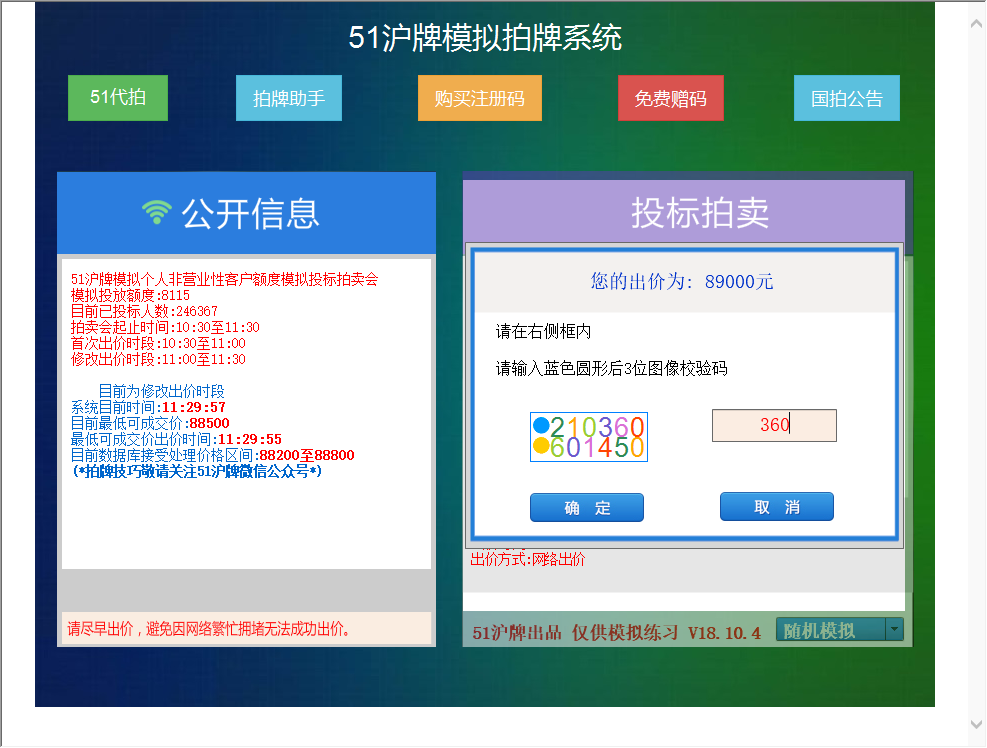 51沪牌模拟拍牌系统
51代拍
拍牌助手
购买注册码
免费赠码
国拍公告
公开信息
51沪牌模拟个人非营业性客户额度模拟投标拍卖会
模拟投放额度:8115
目前已投标人数:246367
拍卖会起止时间:10:30至11:30
首次出价时段:10:30至11:00
修改出价时段:11:00至11:30
目前为修改出价时段
系统目前时间:11:29:57
目前最低可成交价:88500
最低可成交价出价时间:11:29:55
目前数据库接受处理价格区间:88200至88800
(*拍牌技巧敬请关注51沪牌微信公众号*)
请尽早出价，避免因网络繁忙拥堵无法成功出价。
投标拍卖
您的出价为：89000元
请在右侧框内
请输入蓝色圆形后3位图像校验码
210360
601450
360
确 定
取 消
出价方式:网络出价
51沪牌出品 仅供模拟练习 V18.10.4
随机模拟